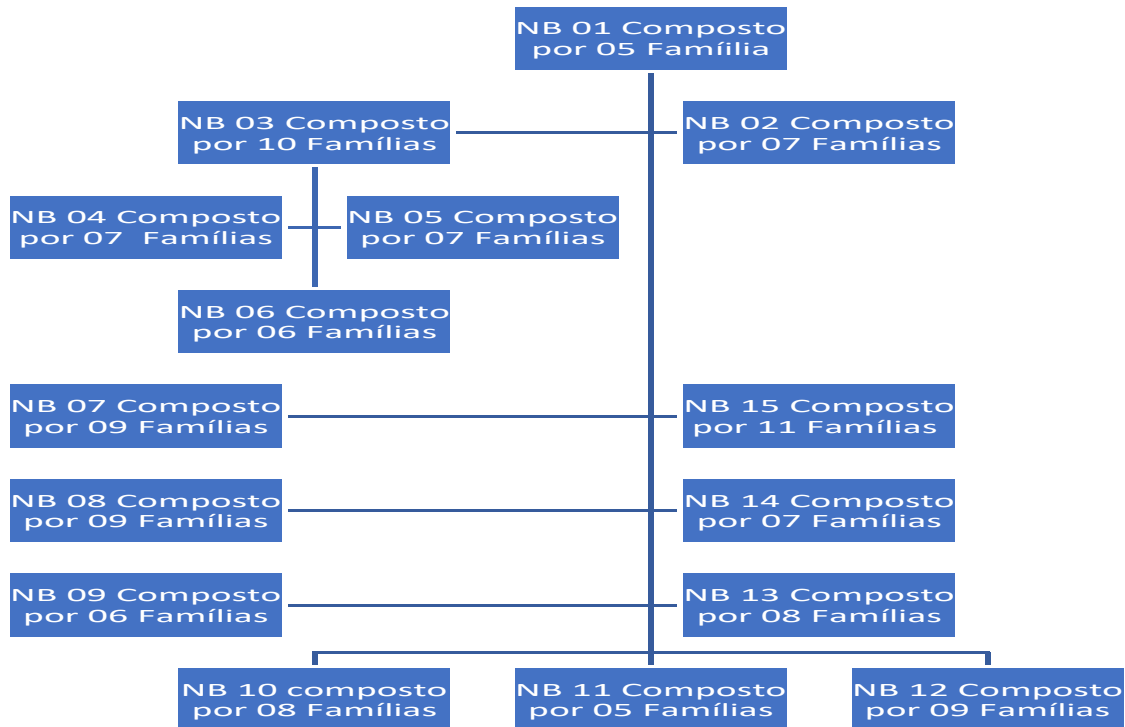 NB 01 Composto
por 05 Famíilia
NB 03 Composto
por 10 Famílias
NB 02 Composto
por 07 Famílias
NB 04 Composto
por 07  Famílias
NB 05 Composto
por 07 Famílias
NB 06 Composto
por 06 Famílias
NB 07 Composto
por 09 Famílias
NB 15 Composto
por 11 Famílias
NB 08 Composto
por 09 Famílias
NB 14 Composto
por 07 Famílias
NB 09 Composto
por 06 Famílias
NB 13 Composto
por 08 Famílias
NB 10 composto
por 08 Famílias
NB 11 Composto
por 05 Famílias
NB 12 Composto
por 09 Famílias